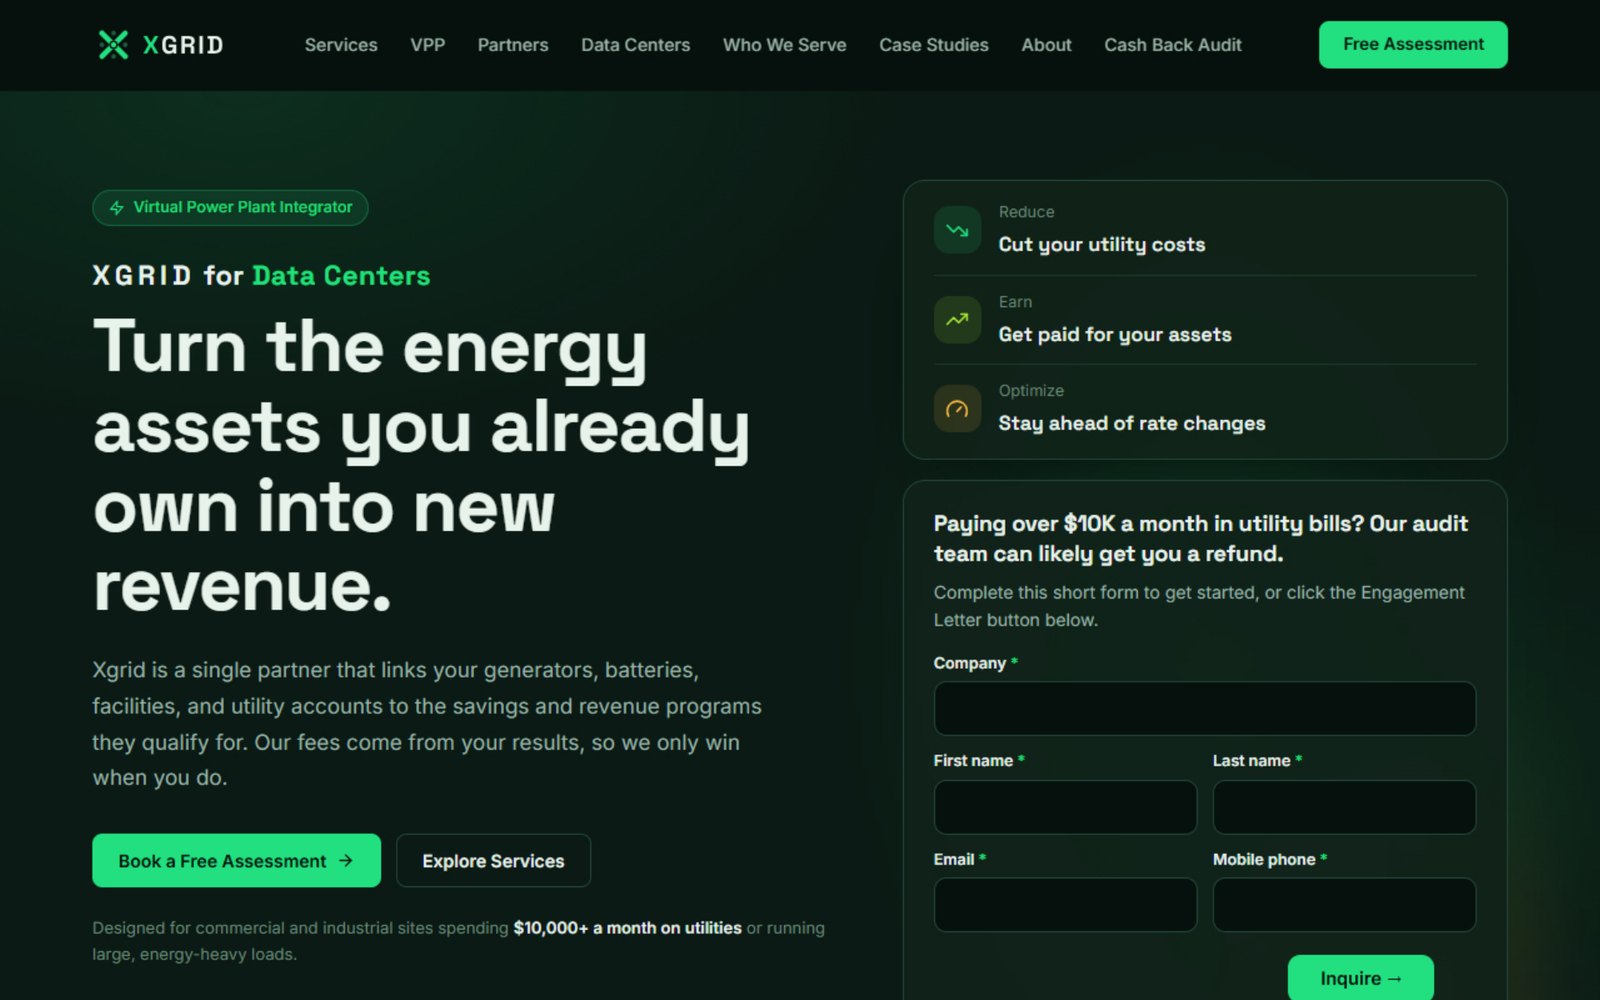 XGRID
Services
VPP
Partners
Data Centers
Who We Serve
Case Studies
About
Cash Back Audit
Free Assessment
Virtual Power Plant Integrator
XGRID for Data Centers
Turn the energy
assets you already
own into new
revenue.
Xgrid is a single partner that links your generators, batteries,
facilities, and utility accounts to the savings and revenue programs
they qualify for. Our fees come from your results, so we only win
when you do.
Book a Free Assessment →
Explore Services
Designed for commercial and industrial sites spending $10,000+ a month on utilities or running
large, energy-heavy loads.
Reduce
Cut your utility costs
Earn
Get paid for your assets
Optimize
Stay ahead of rate changes
Paying over $10K a month in utility bills? Our audit
team can likely get you a refund.
Complete this short form to get started, or click the Engagement
Letter button below.
Company *
First name *
Last name *
Email *
Mobile phone *
Inquire →